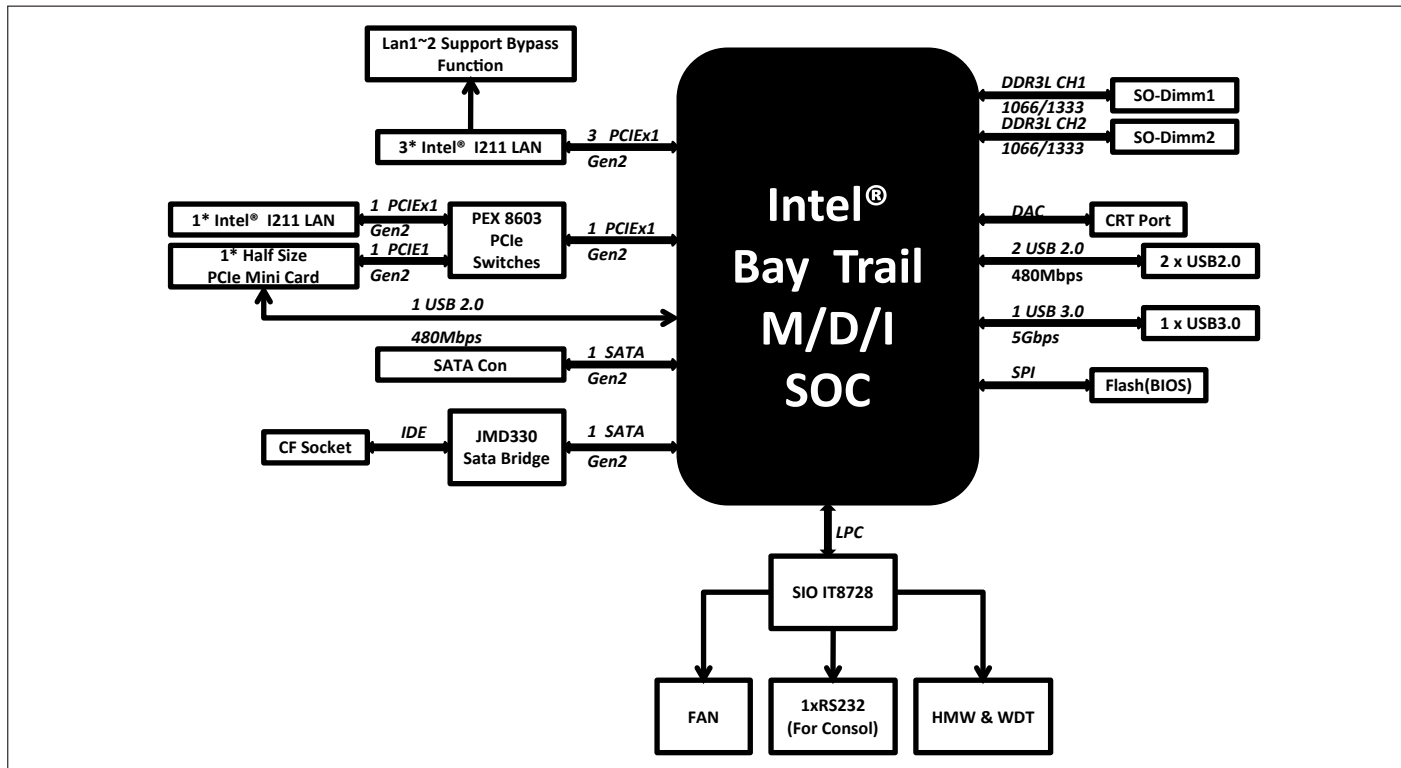 Lan1~2 Support Bypass
Function
3* Intel® I211 LAN
3 PCIEx1
Gen2
1* Intel® I211 LAN
1 PCIEx1
Gen2
1* Half Size
PCIe Mini Card
1 PCIE1
Gen2
PEX 8603
PCIe
Switches
1 PCIEx1
Gen2
1 USB 2.0
480Mbps
SATA Con
1 SATA
Gen2
CF Socket
IDE
JMD330
Sata Bridge
1 SATA
Gen2
Intel®
Bay Trail
M/D/I
SOC
DDR3L CH1
1066/1333
SO-Dimm1
DDR3L CH2
1066/1333
SO-Dimm2
DAC
CRT Port
2 USB 2.0
480Mbps
2 x USB2.0
1 USB 3.0
5Gbps
1 x USB3.0
SPI
Flash(BIOS)
LPC
SIO IT8728
FAN
1xRS232
(For Consol)
HMW & WDT